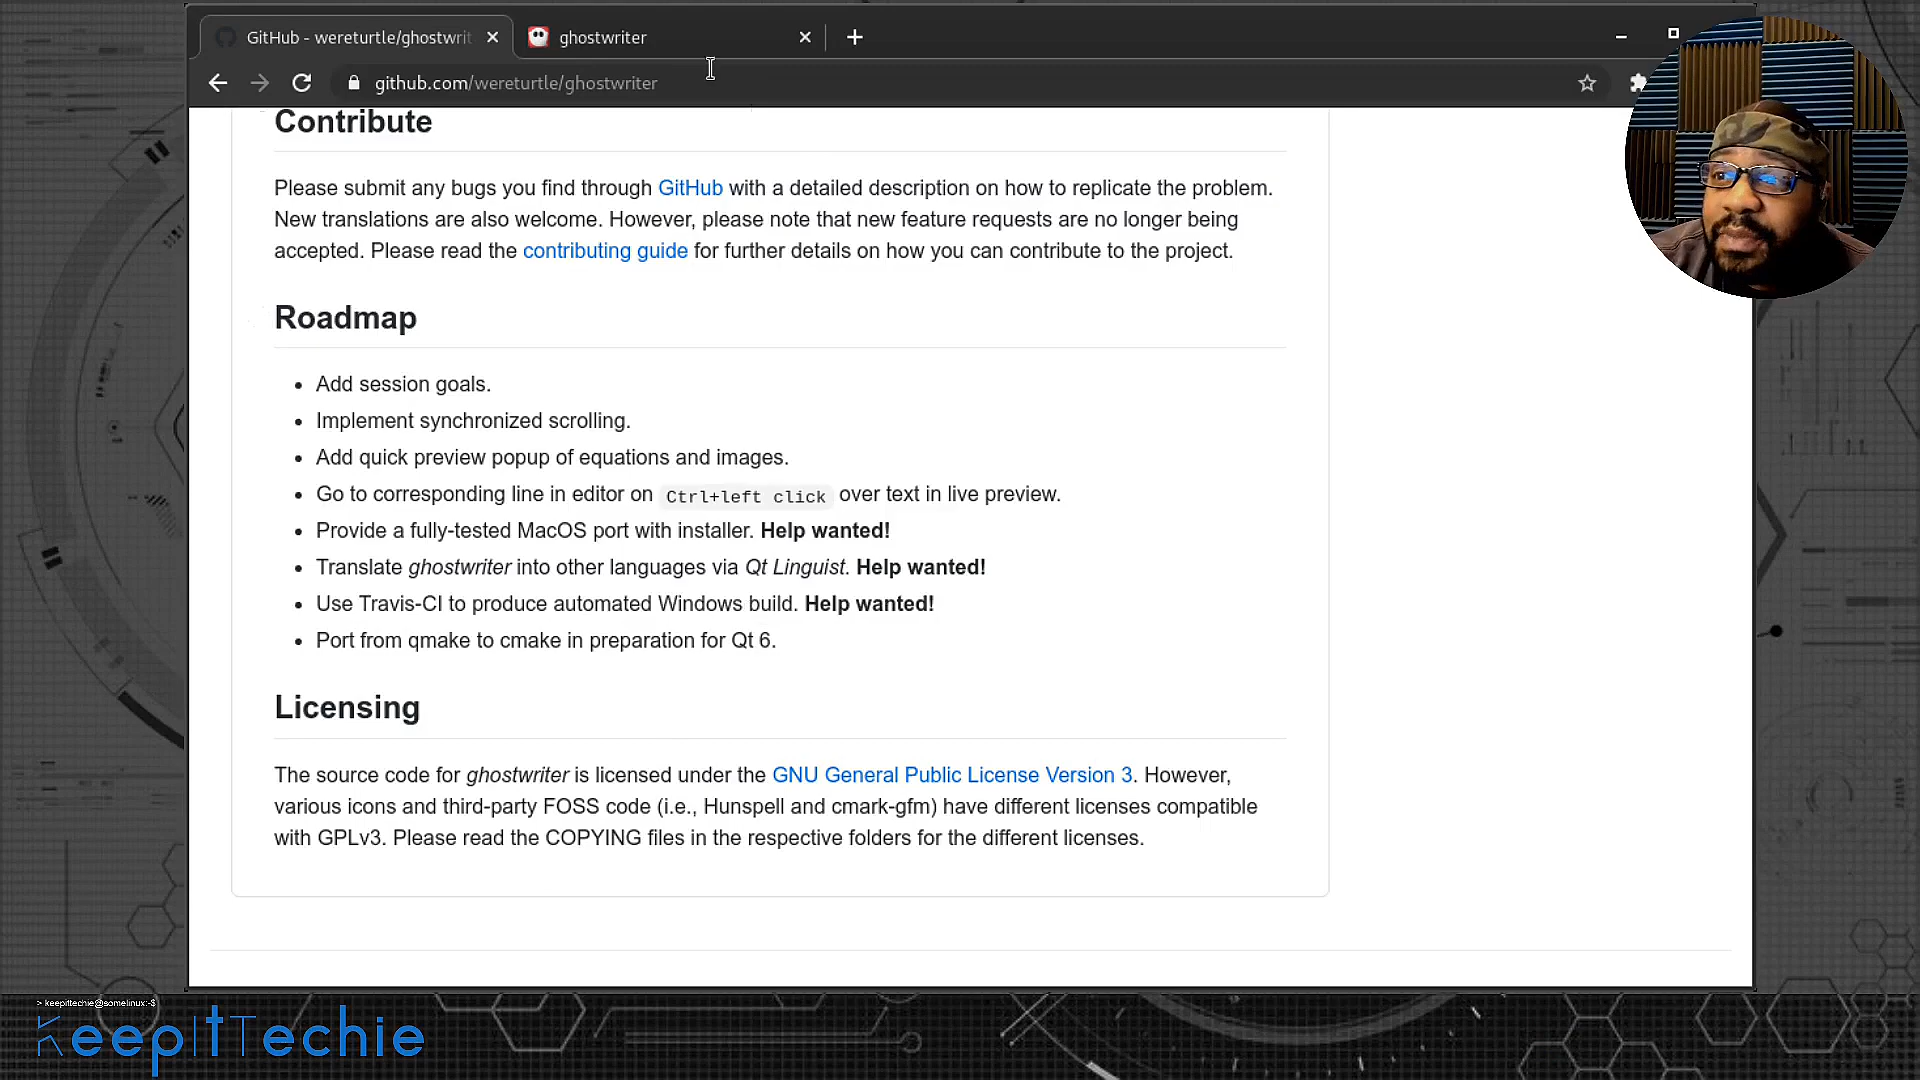 GitHub - wereturtle/ghostwrit
ghostwriter
github.com/wereturtle/ghostwriter
Contribute
Please submit any bugs you find through GitHub with a detailed description on how to replicate the problem.
New translations are also welcome. However, please note that new feature requests are no longer being
accepted. Please read the contributing guide for further details on how you can contribute to the project.
Roadmap
Add session goals.
Implement synchronized scrolling.
Add quick preview popup of equations and images.
Go to corresponding line in editor on Ctrl+left click over text in live preview.
Provide a fully-tested MacOS port with installer. Help wanted!
Translate ghostwriter into other languages via Qt Linguist. Help wanted!
Use Travis-CI to produce automated Windows build. Help wanted!
Port from qmake to cmake in preparation for Qt 6.
Licensing
The source code for ghostwriter is licensed under the GNU General Public License Version 3. However,
various icons and third-party FOSS code (i.e., Hunspell and cmark-gfm) have different licenses compatible
with GPLv3. Please read the COPYING files in the respective folders for the different licenses.
> keepittechie@somelinux:~$
KeepItTechie